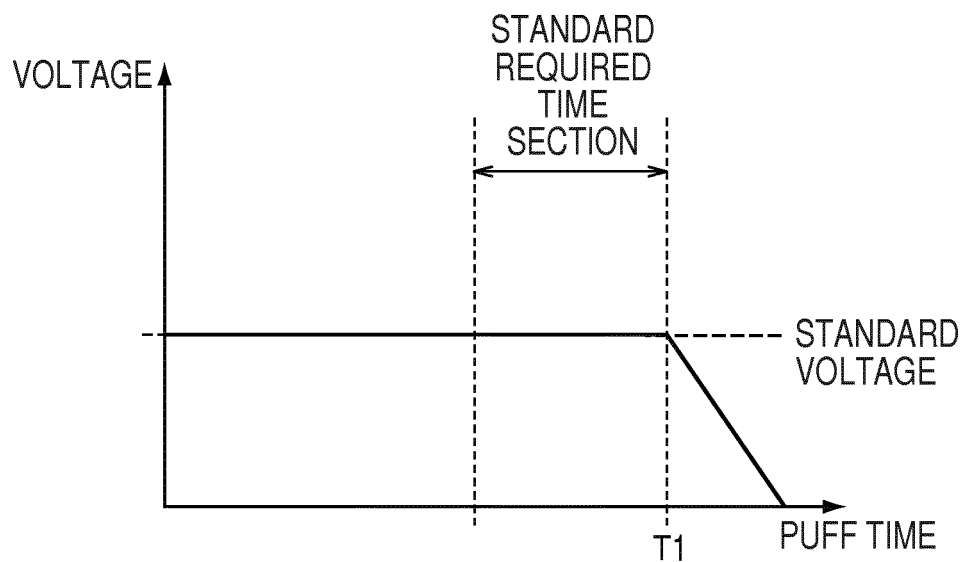 STANDARD
REQUIRED
TIME
SECTION
VOLTAGE
STANDARD
VOLTAGE
T1
PUFF TIME